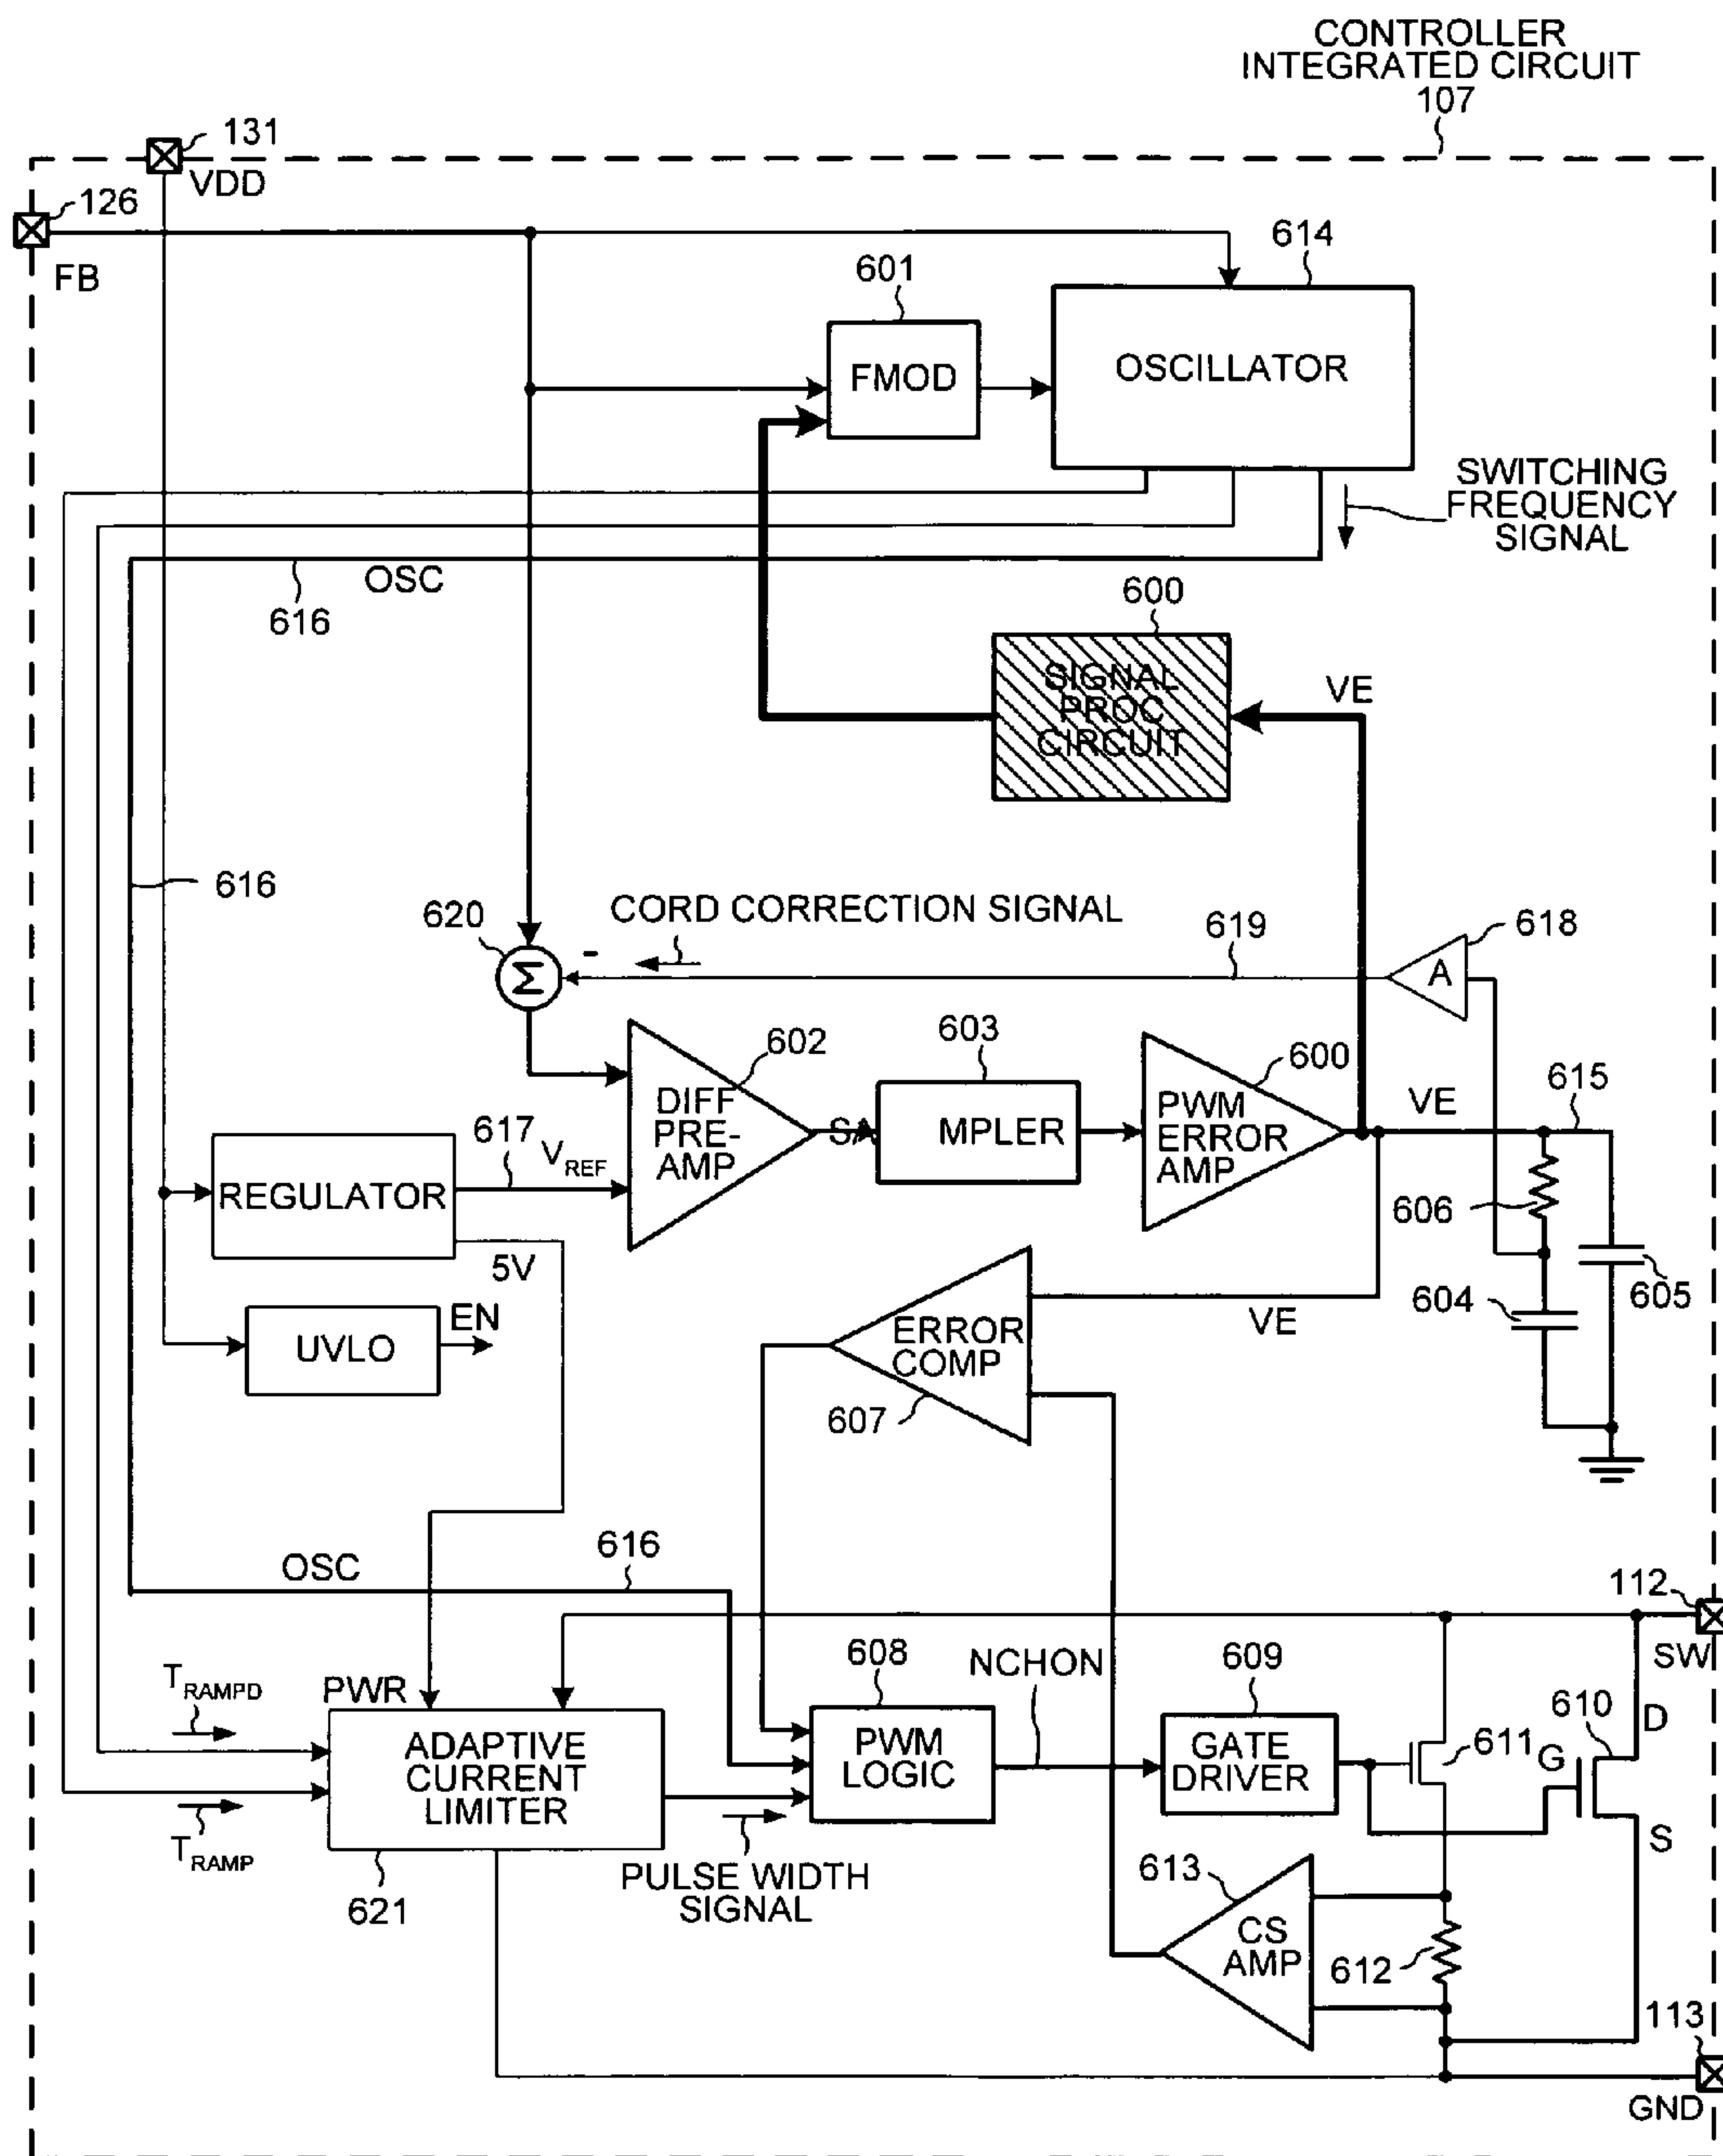 CONTROLLER
INTEGRATED CIRCUIT
107
131
VDD
126
FB
614
601
FMOD
OSCILLATOR
SWITCHING
FREQUENCY
SIGNAL
OSC
616
600
SIGNAL
PROC
CIRCUIT
VE
616
CORD CORRECTION SIGNAL
620
-
Σ
619
618
A
602
603
600
DIFF
PRE-
AMP
SA
MPLER
PWM
ERROR
AMP
VE
615
617
VREF
REGULATOR
606
5V
605
604
EN
UVLO
ERROR
COMP
VE
607
OSC
616
112
SW
608
NCHON
609
TRAMPD
PWR
610
D
ADAPTIVE
CURRENT
LIMITER
PWM
LOGIC
GATE
DRIVER
611
G
S
TRAMP
PULSE WIDTH
SIGNAL
621
613
CS
AMP
612
113
GND